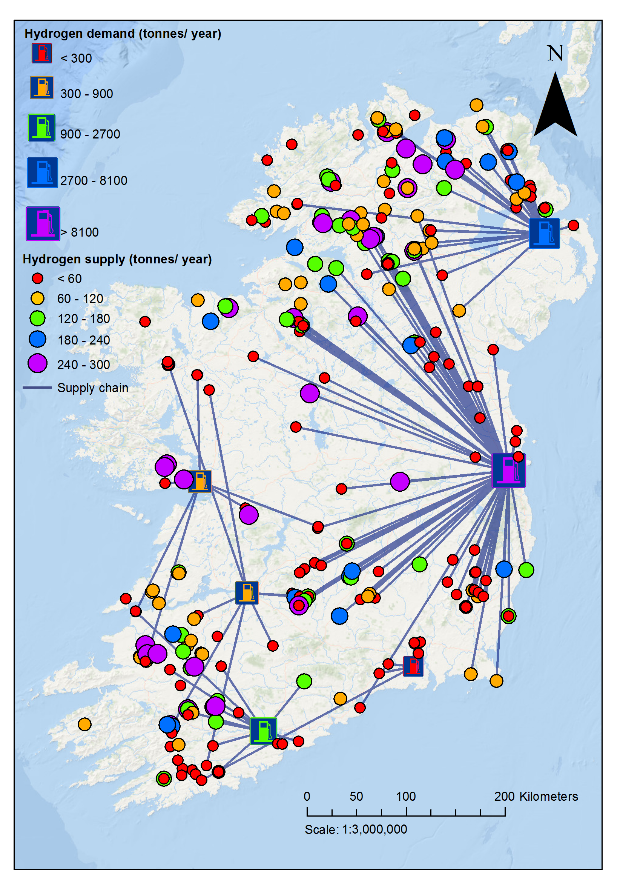 Hydrogen demand (tonnes/ year)
< 300
300 - 900
900 - 2700
2700 - 8100
> 8100
Hydrogen supply (tonnes/ year)
< 60
60 - 120
120 - 180
180 - 240
240 - 300
Supply chain
N
0 50 100 200 Kilometers
Scale: 1:3,000,000